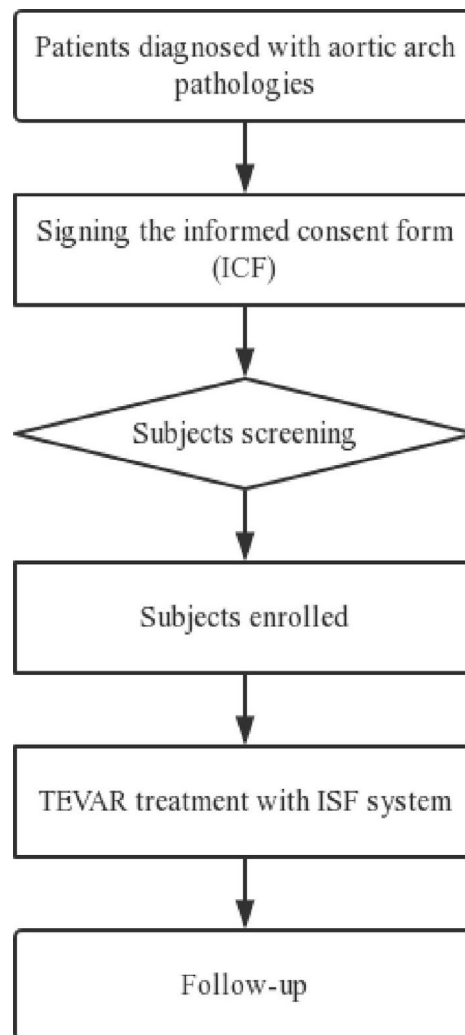 Patients diagnosed with aortic arch
pathologies
Signing the informed consent form
(ICF)
Subjects screening
Subjects enrolled
TEVAR treatment with ISF system
Follow-up